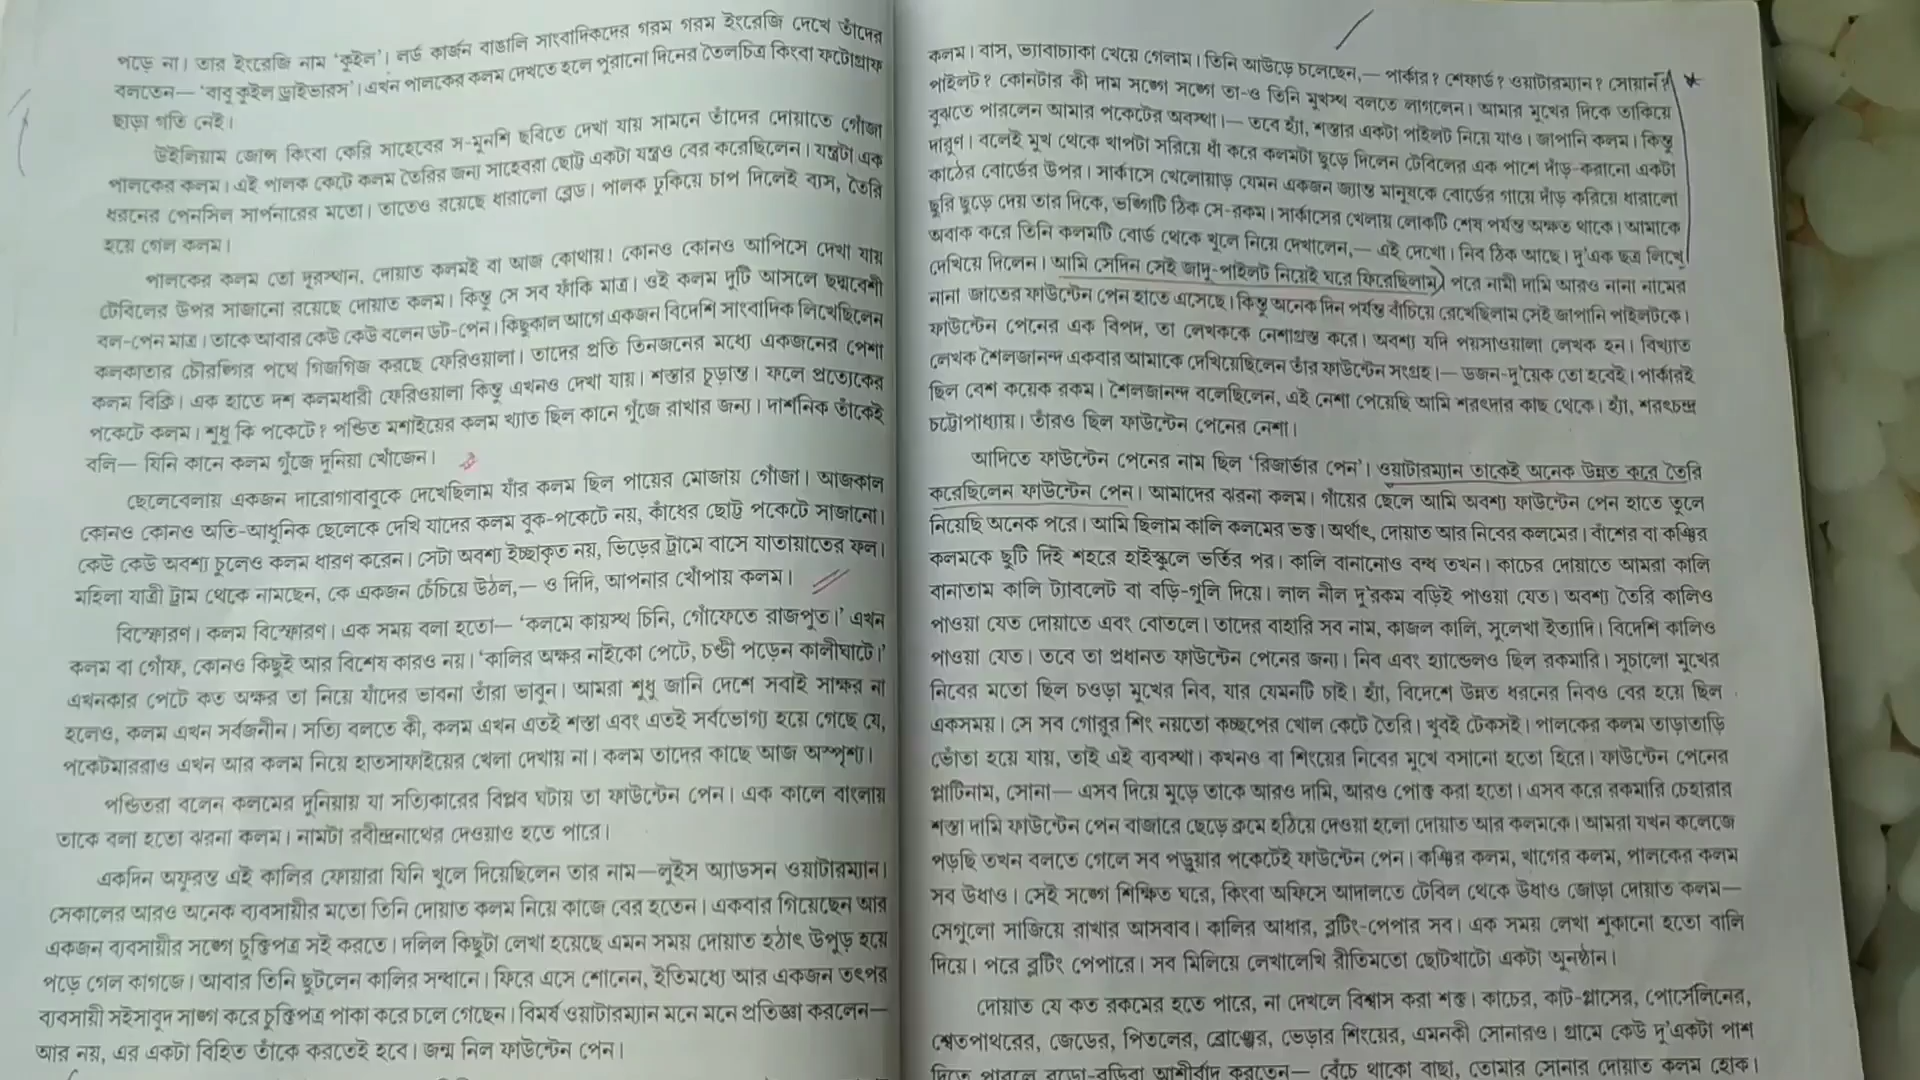 পড়ে না। তার ইংরেজি নাম ‘কুইল’। লর্ড কার্জন বাঙালি সাংবাদিকদের গরম গরম ইংরেজি দেখে তাঁদের
বলতেন— ‘বাবু কুইল ড্রাইভারস’। এখন পালকের কলম দেখতে হলে পুরানো দিনের তৈলচিত্র কিংবা ফটোগ্রাফ
ছাড়া গতি নেই।
উইলিয়াম জোন্স কিংবা কেরি সাহেবের স-মুনশি ছবিতে দেখা যায় সামনে তাঁদের দোয়াতে গোঁজা
পালকের কলম। এই পালক কেটে কলম তৈরির জন্য সাহেবরা ছোট্ট একটা যন্ত্রও বের করেছিলেন। যন্ত্রটা এক
ধরনের পেনসিল সার্পনারের মতো। তাতেও রয়েছে ধারালো ব্লেড। পালক ঢুকিয়ে চাপ দিলেই ব্যস, তৈরি
হয়ে গেল কলম।
পালকের কলম তো দূরস্থান, দোয়াত কলমই বা আজ কোথায়। কোনও কোনও আপিসে দেখা যায়
টেবিলের উপর সাজানো রয়েছে দোয়াত কলম। কিন্তু সে সব ফাঁকি মাত্র। ওই কলম দুটি আসলে ছদ্মবেশী
বল-পেন মাত্র। তাকে আবার কেউ কেউ বলেন ডট-পেন। কিছুকাল আগে একজন বিদেশি সাংবাদিক লিখেছিলেন
কলকাতার চৌরঙ্গির পথে গিজগিজ করছে ফেরিওয়ালা। তাদের প্রতি তিনজনের মধ্যে একজনের পেশা
কলম বিক্রি। এক হাতে দশ কলমধারী ফেরিওয়ালা কিন্তু এখনও দেখা যায়। শস্তার চূড়ান্ত। ফলে প্রত্যেকের
পকেটে কলম। শুধু কি পকেটে? পণ্ডিত মশাইয়ের কলম খ্যাত ছিল কানে গুঁজে রাখার জন্য। দার্শনিক তাঁকেই
বলি— যিনি কানে কলম গুঁজে দুনিয়া খোঁজেন।
ছেলেবেলায় একজন দারোগাবাবুকে দেখেছিলাম যাঁর কলম ছিল পায়ের মোজায় গোঁজা। আজকাল
কোনও কোনও অতি-আধুনিক ছেলেকে দেখি যাদের কলম বুক-পকেটে নয়, কাঁধের ছোট্ট পকেটে সাজানো।
কেউ কেউ অবশ্য চুলেও কলম ধারণ করেন। সেটা অবশ্য ইচ্ছাকৃত নয়, ভিড়ের ট্রামে বাসে যাতায়াতের ফল।
মহিলা যাত্রী ট্রাম থেকে নামছেন, কে একজন চেঁচিয়ে উঠল,— ও দিদি, আপনার খোঁপায় কলম।
বিস্ফোরণ। কলম বিস্ফোরণ। এক সময় বলা হতো— ‘কলমে কায়স্থ চিনি, গোঁফেতে রাজপুত।’ এখন
কলম বা গোঁফ, কোনও কিছুই আর বিশেষ কারও নয়। ‘কালির অক্ষর নাইকো পেটে, চণ্ডী পড়েন কালীঘাটে।’
এখনকার পেটে কত অক্ষর তা নিয়ে যাঁদের ভাবনা তাঁরা ভাবুন। আমরা শুধু জানি দেশে সবাই সাক্ষর না
হলেও, কলম এখন সর্বজনীন। সত্যি বলতে কী, কলম এখন এতই শস্তা এবং এতই সর্বভোগ্য হয়ে গেছে যে,
পকেটমাররাও এখন আর কলম নিয়ে হাতসাফাইয়ের খেলা দেখায় না। কলম তাদের কাছে আজ অস্পৃশ্য।
পণ্ডিতরা বলেন কলমের দুনিয়ায় যা সত্যিকারের বিপ্লব ঘটায় তা ফাউন্টেন পেন। এক কালে বাংলায়
তাকে বলা হতো ঝরনা কলম। নামটা রবীন্দ্রনাথের দেওয়াও হতে পারে।
একদিন অফুরন্ত এই কালির ফোয়ারা যিনি খুলে দিয়েছিলেন তার নাম—লুইস অ্যাডসন ওয়াটারম্যান।
সেকালের আরও অনেক ব্যবসায়ীর মতো তিনি দোয়াত কলম নিয়ে কাজে বের হতেন। একবার গিয়েছেন আর
একজন ব্যবসায়ীর সঙ্গে চুক্তিপত্র সই করতে। দলিল কিছুটা লেখা হয়েছে এমন সময় দোয়াত হঠাৎ উপুড় হয়ে
পড়ে গেল কাগজে। আবার তিনি ছুটলেন কালির সন্ধানে। ফিরে এসে শোনেন, ইতিমধ্যে আর একজন তৎপর
ব্যবসায়ী সইসাবুদ সাঙ্গ করে চুক্তিপত্র পাকা করে চলে গেছেন। বিমর্ষ ওয়াটারম্যান মনে মনে প্রতিজ্ঞা করলেন—
আর নয়, এর একটা বিহিত তাঁকে করতেই হবে। জন্ম নিল ফাউন্টেন পেন।
কলম। ব্যস, ভ্যাবাচ্যাকা খেয়ে গেলাম। তিনি আউড়ে চলেছেন,— পার্কার? শেফার্ড? ওয়াটারম্যান? সোয়ান?
পাইলট? কোনটার কী দাম সঙ্গে সঙ্গে তা-ও তিনি মুখস্থ বলতে লাগলেন। আমার মুখের দিকে তাকিয়ে
বুঝতে পারলেন আমার পকেটের অবস্থা।— তবে হ্যাঁ, শস্তার একটা পাইলট নিয়ে যাও। জাপানি কলম। কিন্তু
দারুণ। বলেই মুখ থেকে খাপটা সরিয়ে ধাঁ করে কলমটা ছুড়ে দিলেন টেবিলের এক পাশে দাঁড়-করানো একটা
কাঠের বোর্ডের উপর। সার্কাসে খেলোয়াড় যেমন একজন জ্যান্ত মানুষকে বোর্ডের গায়ে দাঁড় করিয়ে ধারালো
ছুরি ছুড়ে দেয় তার দিকে, ভঙ্গিটি ঠিক সে-রকম। সার্কাসের খেলায় লোকটি শেষ পর্যন্ত অক্ষত থাকে। আমাকে
অবাক করে তিনি কলমটি বোর্ড থেকে খুলে নিয়ে দেখালেন,— এই দেখো। নিব ঠিক আছে। দু’এক ছত্র লিখে
দেখিয়ে দিলেন। আমি সেদিন সেই জাদু-পাইলট নিয়েই ঘরে ফিরেছিলাম। পরে নামী দামি আরও নানা নামের
নানা জাতের ফাউন্টেন পেন হাতে এসেছে। কিন্তু অনেক দিন পর্যন্ত বাঁচিয়ে রেখেছিলাম সেই জাপানি পাইলটকে।
ফাউন্টেন পেনের এক বিপদ, তা লেখককে নেশাগ্রস্ত করে। অবশ্য যদি পয়সাওয়ালা লেখক হন। বিখ্যাত
লেখক শৈলজানন্দ একবার আমাকে দেখিয়েছিলেন তাঁর ফাউন্টেন সংগ্রহ।— ডজন-দু’য়েক তো হবেই। পার্কারই
ছিল বেশ কয়েক রকম। শৈলজানন্দ বলেছিলেন, এই নেশা পেয়েছি আমি শরৎদার কাছ থেকে। হ্যাঁ, শরৎচন্দ্র
চট্টোপাধ্যায়। তাঁরও ছিল ফাউন্টেন পেনের নেশা।
আদিতে ফাউন্টেন পেনের নাম ছিল ‘রিজার্ভার পেন’। ওয়াটারম্যান তাকেই অনেক উন্নত করে তৈরি
করেছিলেন ফাউন্টেন পেন। আমাদের ঝরনা কলম। গাঁয়ের ছেলে আমি অবশ্য ফাউন্টেন পেন হাতে তুলে
নিয়েছি অনেক পরে। আমি ছিলাম কালি কলমের ভক্ত। অর্থাৎ, দোয়াত আর নিবের কলমের। বাঁশের বা কঞ্চির
কলমকে ছুটি দিই শহরে হাইস্কুলে ভর্তির পর। কালি বানানোও বন্ধ তখন। কাচের দোয়াতে আমরা কালি
বানাতাম কালি ট্যাবলেট বা বড়ি-গুলি দিয়ে। লাল নীল দু’রকম বড়িই পাওয়া যেত। অবশ্য তৈরি কালিও
পাওয়া যেত দোয়াতে এবং বোতলে। তাদের বাহারি সব নাম, কাজল কালি, সুলেখা ইত্যাদি। বিদেশি কালিও
পাওয়া যেত। তবে তা প্রধানত ফাউন্টেন পেনের জন্য। নিব এবং হ্যান্ডেলও ছিল রকমারি। সূচালো মুখের
নিবের মতো ছিল চওড়া মুখের নিব, যার যেমনটি চাই। হ্যাঁ, বিদেশে উন্নত ধরনের নিবও বের হয়ে ছিল
একসময়। সে সব গোরুর শিং নয়তো কচ্ছপের খোল কেটে তৈরি। খুবই টেকসই। পালকের কলম তাড়াতাড়ি
ভোঁতা হয়ে যায়, তাই এই ব্যবস্থা। কখনও বা শিংয়ের নিবের মুখে বসানো হতো হিরে। ফাউন্টেন পেনের
প্লাটিনাম, সোনা— এসব দিয়ে মুড়ে তাকে আরও দামি, আরও পোক্ত করা হতো। এসব করে রকমারি চেহারার
শস্তা দামি ফাউন্টেন পেন বাজারে ছেড়ে ক্রমে হঠিয়ে দেওয়া হলো দোয়াত আর কলমকে। আমরা যখন কলেজে
পড়ছি তখন বলতে গেলে সব পড়ুয়ার পকেটেই ফাউন্টেন পেন। কঞ্চির কলম, খাগের কলম, পালকের কলম
সব উধাও। সেই সঙ্গে শিক্ষিত ঘরে, কিংবা অফিসে আদালতে টেবিল থেকে উধাও জোড়া দোয়াত কলম—
সেগুলো সাজিয়ে রাখার আসবাব। কালির আধার, ব্লটিং-পেপার সব। এক সময় লেখা শুকানো হতো বালি
দিয়ে। পরে ব্লটিং পেপারে। সব মিলিয়ে লেখালেখি রীতিমতো ছোটখাটো একটা অনুষ্ঠান।
দোয়াত যে কত রকমের হতে পারে, না দেখলে বিশ্বাস করা শক্ত। কাচের, কাট-গ্লাসের, পোর্সেলিনের,
শ্বেতপাথরের, জেডের, পিতলের, ব্রোঞ্জের, ভেড়ার শিংয়ের, এমনকী সোনারও। গ্রামে কেউ দু’একটা পাশ
দিতে পারলে বুড়ো-বুড়িরা আশীর্বাদ করতেন— বেঁচে থাকো বাছা, তোমার সোনার দোয়াত কলম হোক।